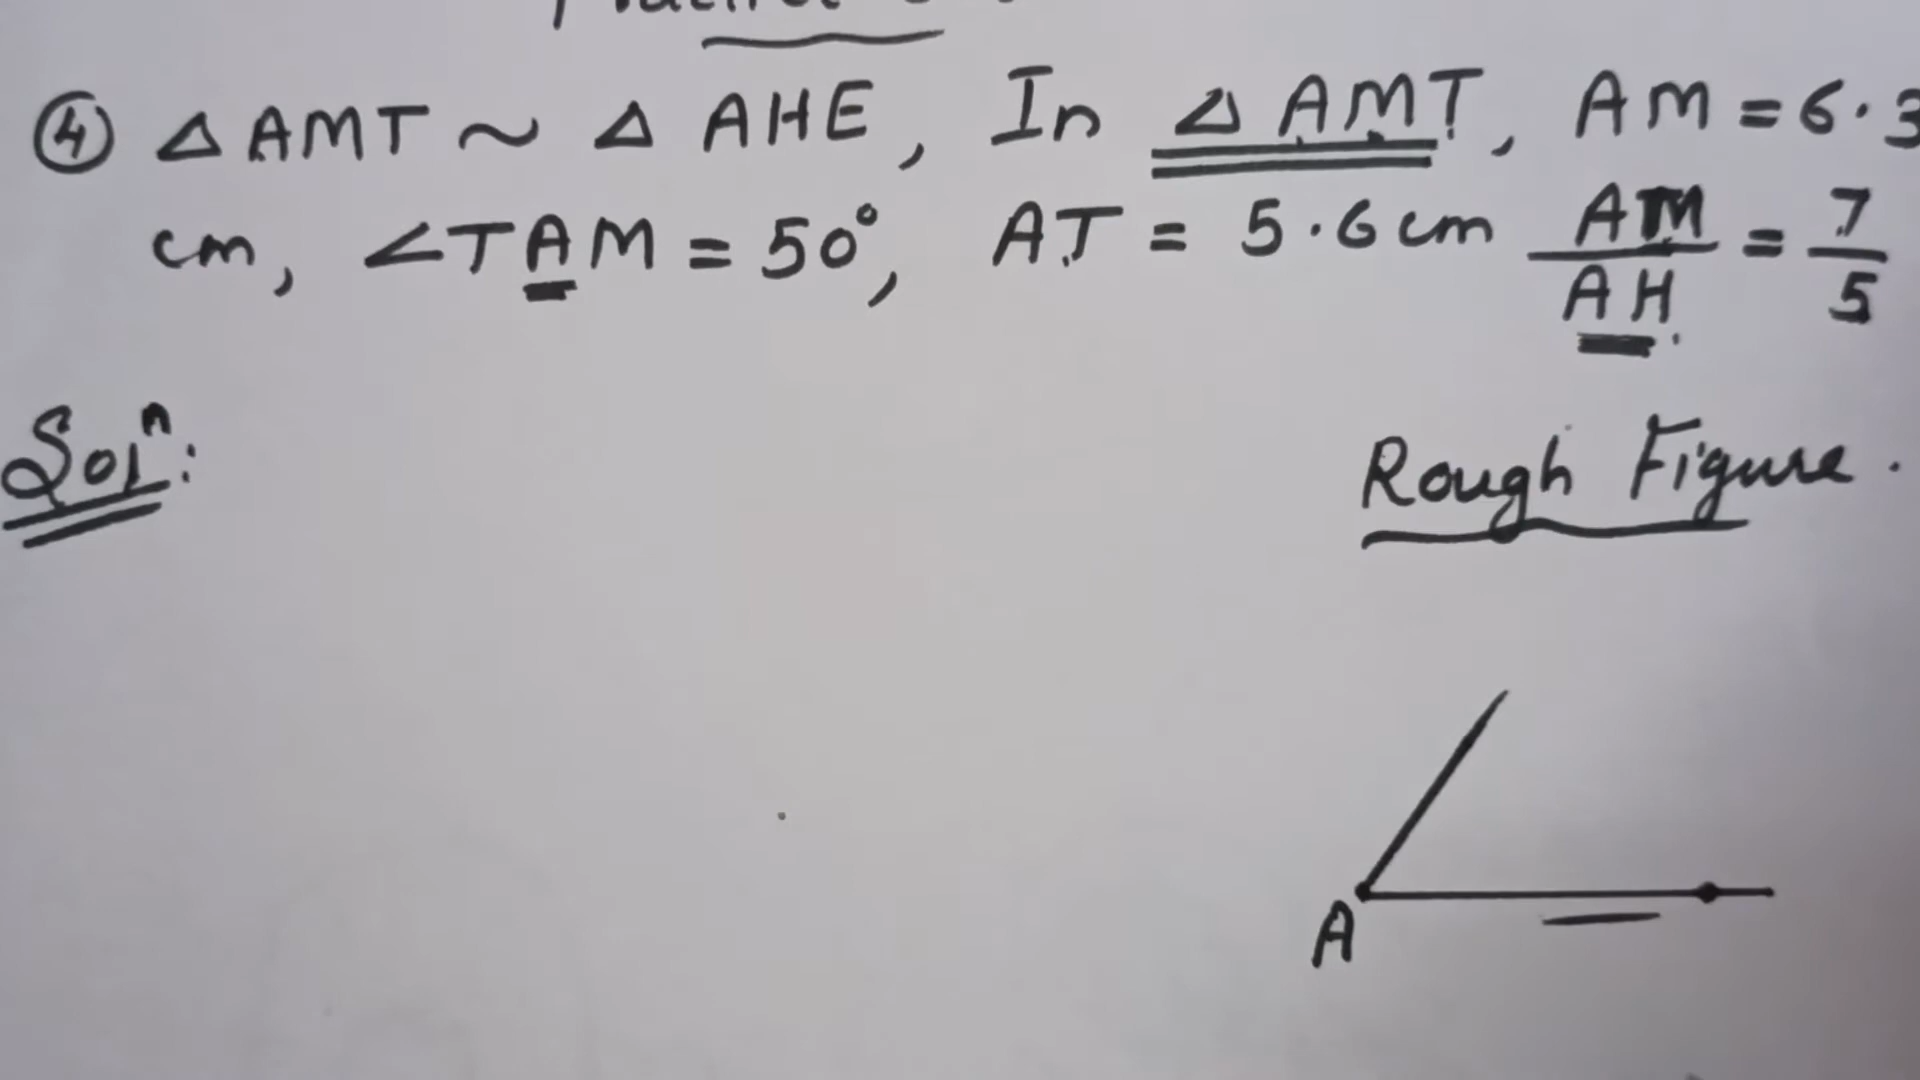 ④ △ AMT ~ △ AHE, In △ AMT, AM = 6.3
cm, ∠TAM = 50°, AT = 5.6 cm AM/AH = 7/5
Solⁿ:
Rough Figure.
A